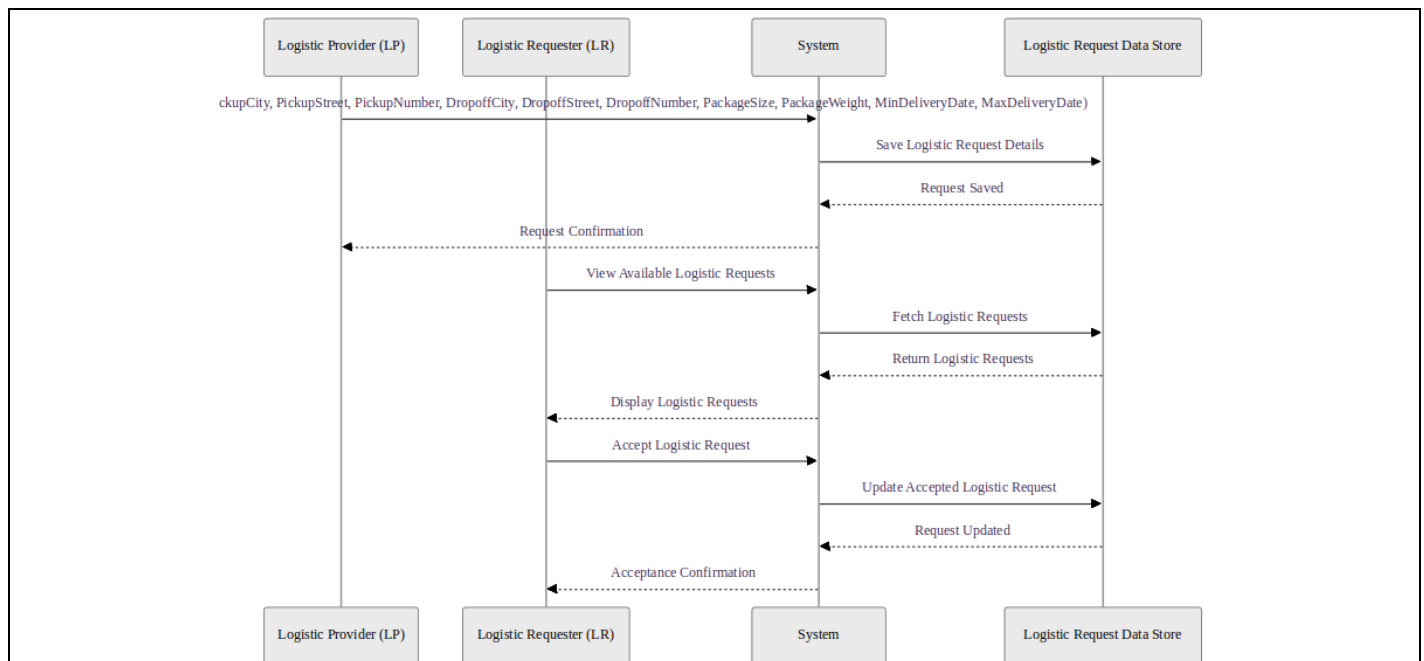 Logistic Provider (LP)
Logistic Requester (LR)
System
Logistic Request Data Store
ckupCity, PickupStreet, PickupNumber, DropoffCity, DropoffStreet, DropoffNumber, PackageSize, PackageWeight, MinDeliveryDate, MaxDeliveryDate)
Save Logistic Request Details
Request Saved
Request Confirmation
View Available Logistic Requests
Fetch Logistic Requests
Return Logistic Requests
Display Logistic Requests
Accept Logistic Request
Update Accepted Logistic Request
Request Updated
Acceptance Confirmation
Logistic Provider (LP)
Logistic Requester (LR)
System
Logistic Request Data Store